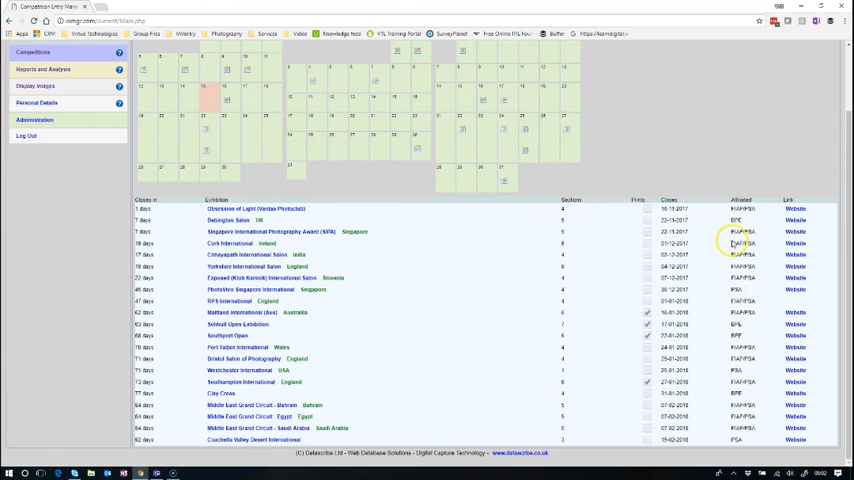 Competition Entry Mana
cimgr.com/current/Main.php
Apps CRM Virtue Technologies Group Files Inventry Photography Services Video Knowledge feed VTL Training Portal SurveyPlanet Free Online ITIL Four Buffer https://learndigital...
Competitions
Reports and Analysis
Display Images
Personal Details
Administration
Log Out
Closes in Exhibition Sections Prints Closes Affiliated Link
1 days Obsession of Light (Vantaa Photoclub) 4 16-11-2017 FIAP/PSA Website
7 days Debington Salon UK 5 22-11-2017 BPE Website
7 days Singapore International Photography Award (SIPA) Singapore 5 22-11-2017 FIAP/PSA Website
16 days Cork International Ireland 6 01-12-2017 FIAP/PSA Website
17 days Chhayapath International Salon India 4 02-12-2017 FIAP/PSA Website
19 days Yorkshire International Salon England 6 04-12-2017 FIAP/PSA Website
22 days Exposed (Klub Kamnik) International Salon Slovenia 4 07-12-2017 FIAP/PSA Website
45 days PhotoVivo Singapore International Singapore 4 30-12-2017 PSA Website
47 days RPS International England 4 01-01-2018 FIAP/PSA
62 days Maitland International (Aus) Australia 6 16-01-2018 FIAP/PSA Website
63 days Solihull Open Exhibition 7 17-01-2018 BPE Website
68 days Southport Open 6 22-01-2018 BPE Website
70 days Port Talbot International Wales 4 24-01-2018 FIAP/PSA Website
71 days Bristol Salon of Photography England 4 25-01-2018 FIAP/PSA Website
71 days Westchester International USA 1 25-01-2018 PSA Website
73 days Southampton International England 6 27-01-2018 FIAP/PSA Website
77 days Clay Cross 4 31-01-2018 BPE Website
84 days Middle East Grand Circuit - Bahrain Bahrain 5 07-02-2018 FIAP/PSA Website
84 days Middle East Grand Circuit - Egypt Egypt 5 07-02-2018 FIAP/PSA Website
84 days Middle East Grand Circuit - Saudi Arabia Saudi Arabia 5 07-02-2018 FIAP/PSA Website
92 days Coachella Valley Desert International 3 15-02-2018 PSA Website
(C) Datascribe Ltd - Web Database Solutions - Digital Capture Technology - www.datascribe.co.uk